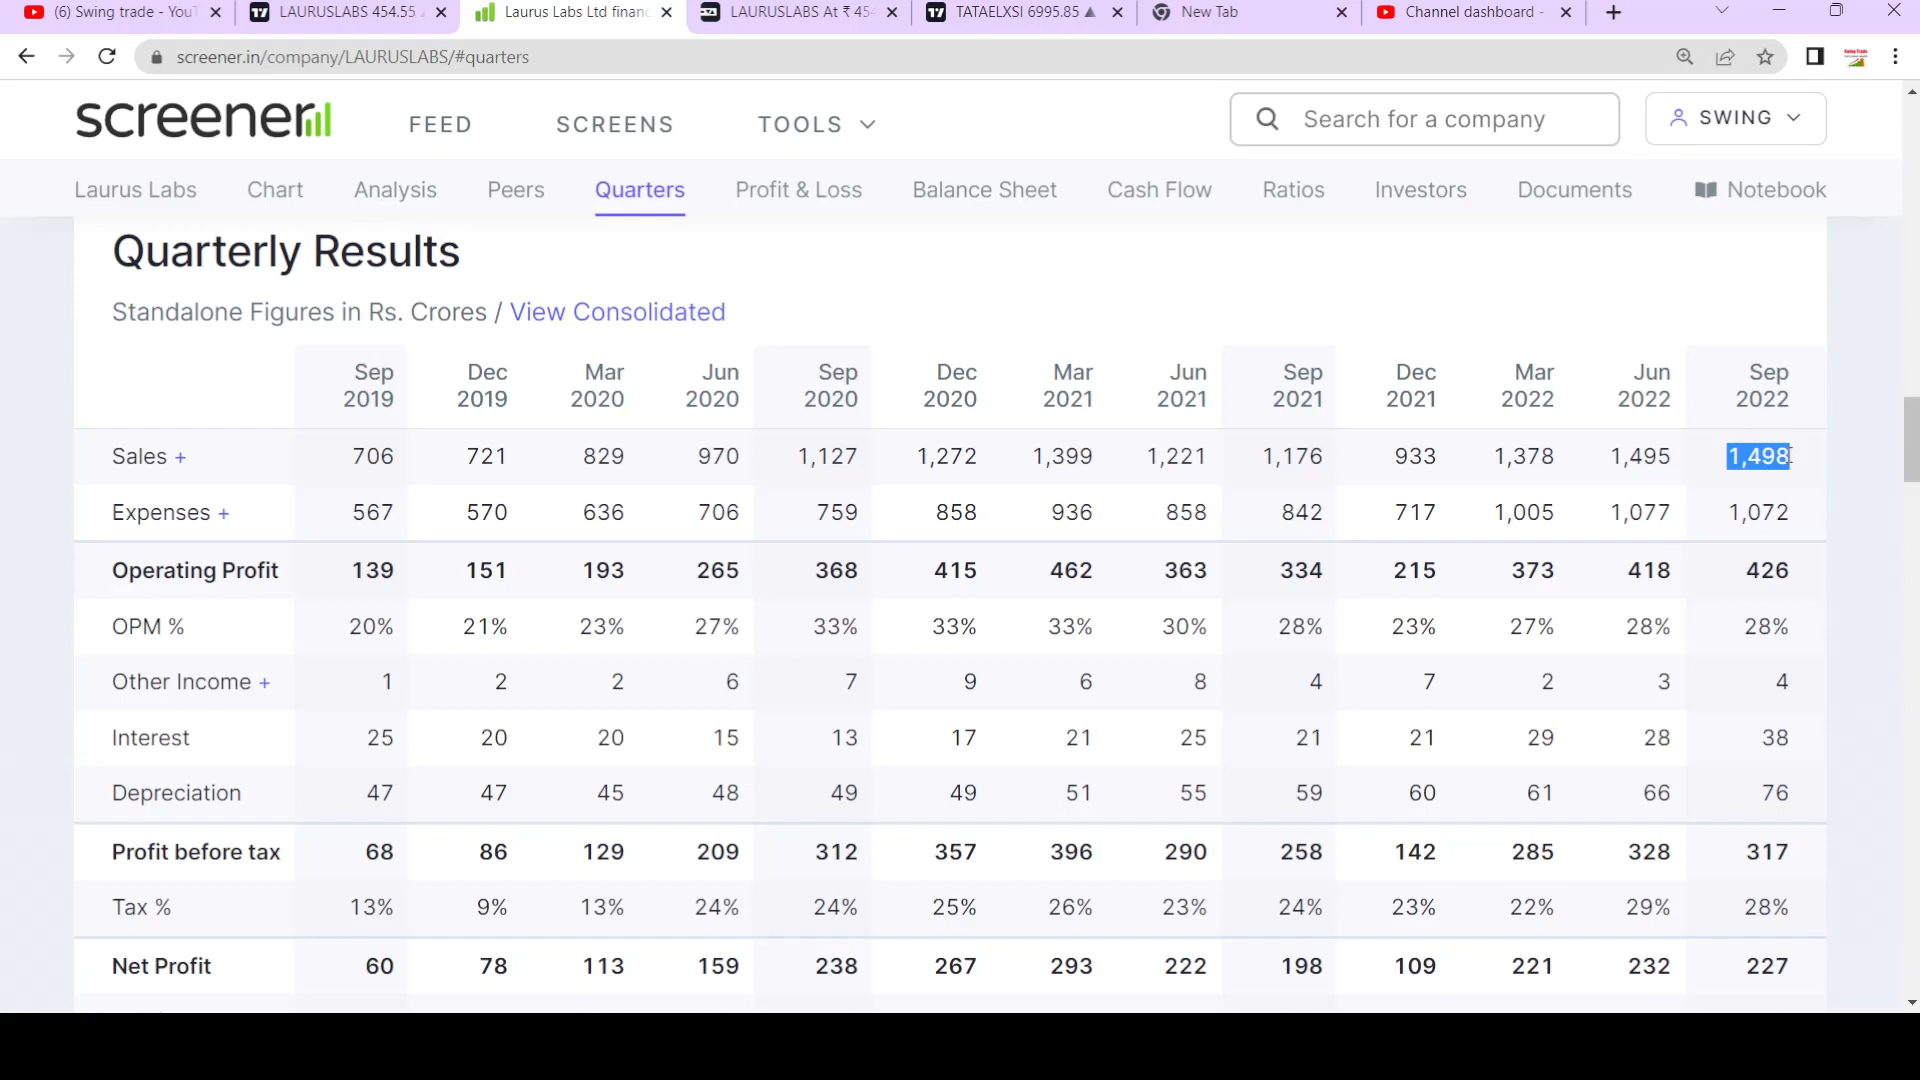 (6) Swing trade - YouT
LAURUSLABS 454.55
Laurus Labs Ltd financ
LAURUSLABS At ₹ 454
TATAELXSI 6995.85 ▲
New Tab
Channel dashboard -
screener.in/company/LAURUSLABS/#quarters
screener
FEED SCREENS TOOLS
Search for a company
SWING
Laurus Labs Chart Analysis Peers Quarters Profit & Loss Balance Sheet Cash Flow Ratios Investors Documents Notebook
Quarterly Results
Standalone Figures in Rs. Crores / View Consolidated
Sep Dec Mar Jun Sep Dec Mar Jun Sep Dec Mar Jun Sep
2019 2019 2020 2020 2020 2020 2021 2021 2021 2021 2022 2022 2022
Sales + 706 721 829 970 1,127 1,272 1,399 1,221 1,176 933 1,378 1,495 1,498
Expenses + 567 570 636 706 759 858 936 858 842 717 1,005 1,077 1,072
Operating Profit 139 151 193 265 368 415 462 363 334 215 373 418 426
OPM % 20% 21% 23% 27% 33% 33% 33% 30% 28% 23% 27% 28% 28%
Other Income + 1 2 2 6 7 9 6 8 4 7 2 3 4
Interest 25 20 20 15 13 17 21 25 21 21 29 28 38
Depreciation 47 47 45 48 49 49 51 55 59 60 61 66 76
Profit before tax 68 86 129 209 312 357 396 290 258 142 285 328 317
Tax % 13% 9% 13% 24% 24% 25% 26% 23% 24% 23% 22% 29% 28%
Net Profit 60 78 113 159 238 267 293 222 198 109 221 232 227